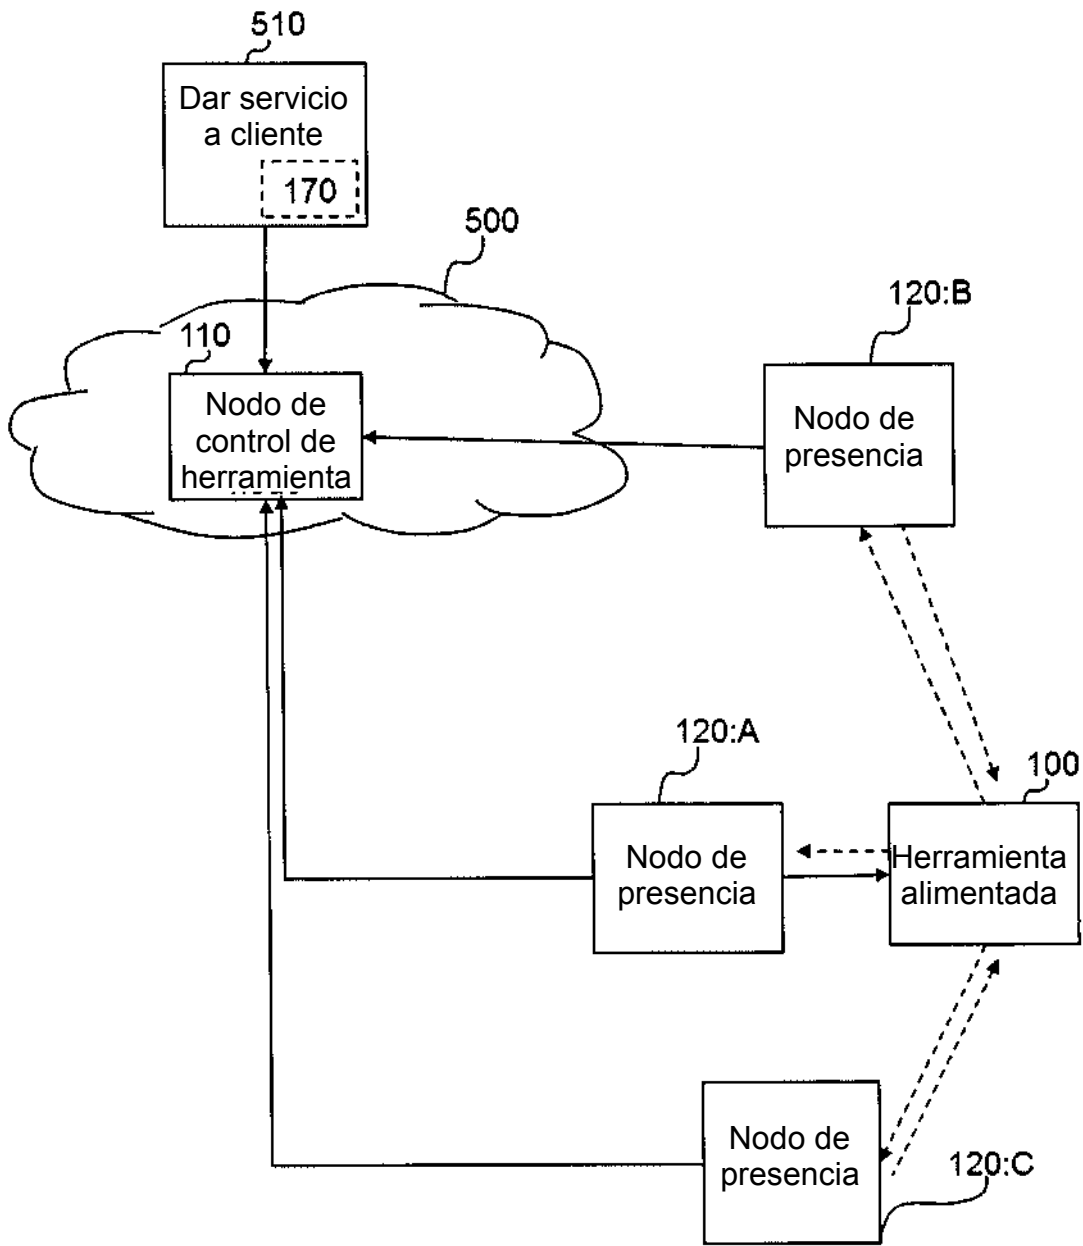 510
Dar servicio
a cliente
170
500
110
Nodo de
control de
herramienta
120:B
Nodo de
presencia
120:A
Nodo de
presencia
100
Herramienta
alimentada
Nodo de
presencia
120:C